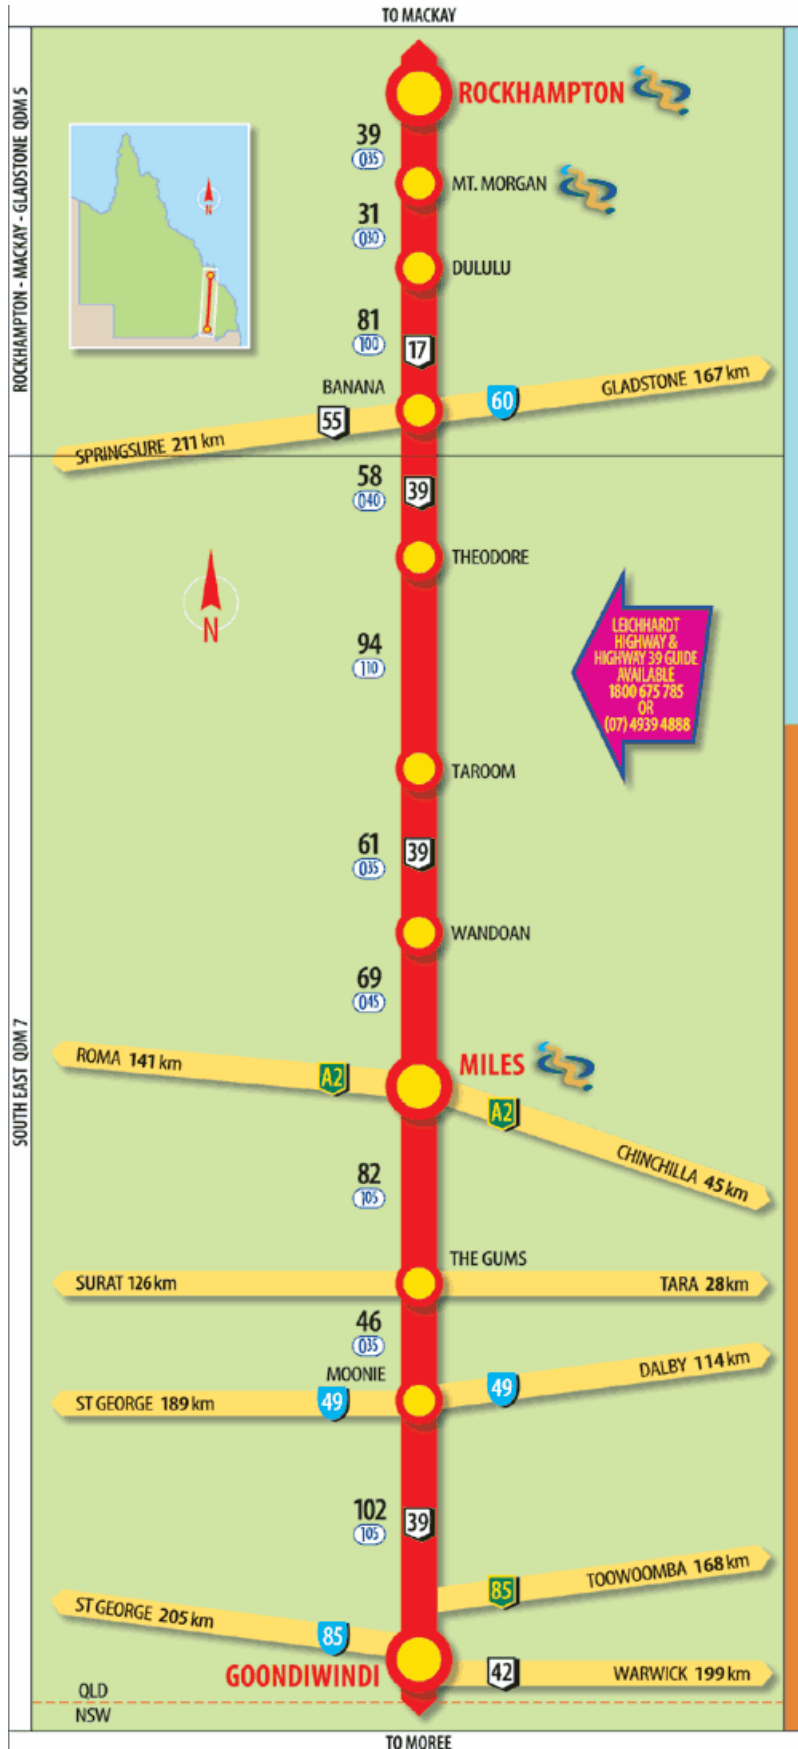 TO MACKAY
ROCKHAMPTON - MACKAY - GLADSTONE QDM 5
ROCKHAMPTON
39
035
MT. MORGAN
N
31
030
DULULU
81
100
17
BANANA
GLADSTONE 167 km
60
55
SPRINGSURE 211 km
58
040
39
THEODORE
N
LEICHHARDT
HIGHWAY &
HIGHWAY 39 GUIDE
AVAILABLE
1800 675 785
OR
(07) 4939 4888
94
110
TAROOM
61
035
39
WANDOAN
69
045
SOUTH EAST QDM 7
ROMA 141 km
A2
MILES
A2
CHINCHILLA 45 km
82
105
THE GUMS
SURAT 126 km
TARA 28 km
46
035
MOONIE
DALBY 114 km
49
ST GEORGE 189 km
49
102
105
39
TOOWOOMBA 168 km
85
ST GEORGE 205 km
85
GOONDIWINDI
42
WARWICK 199 km
QLD
NSW
TO MOREE